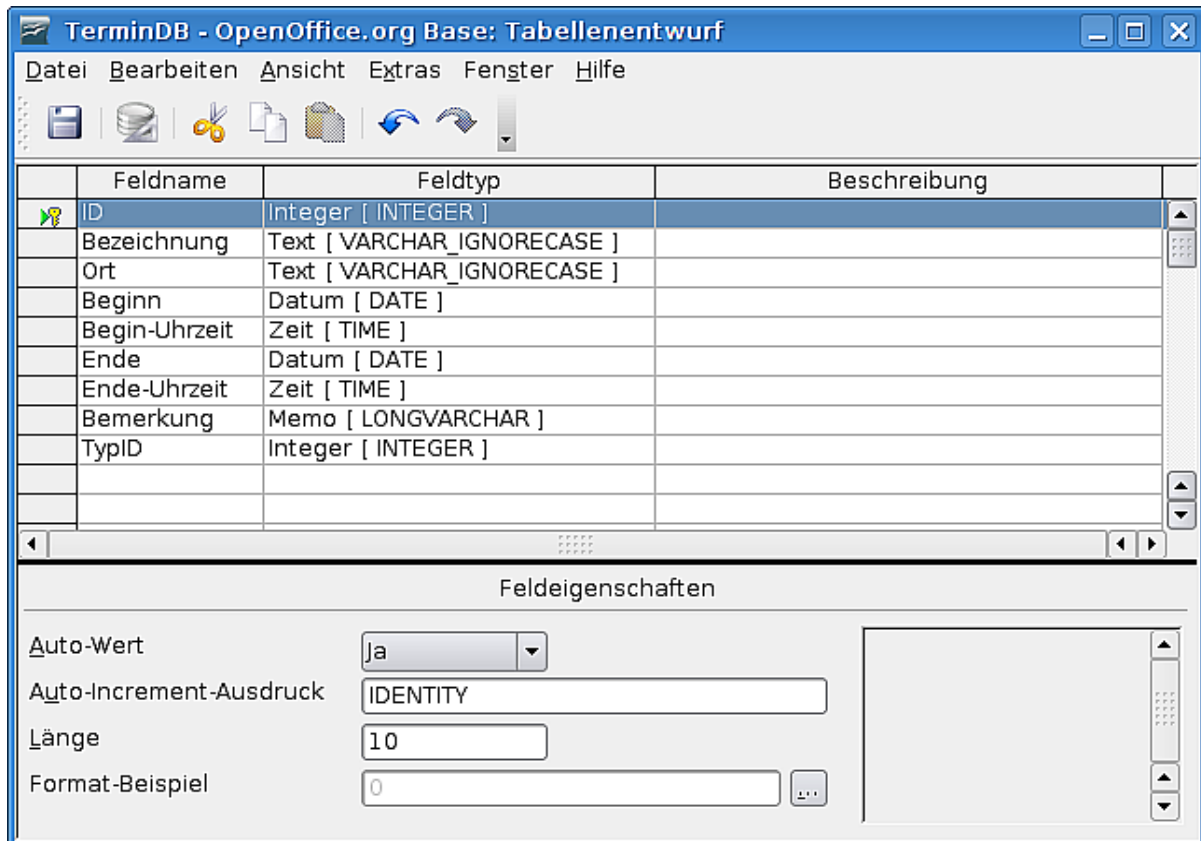 TerminDB - OpenOffice.org Base: Tabellenentwurf
Datei Bearbeiten Ansicht Extras Fenster Hilfe
Feldname Feldtyp Beschreibung
ID Integer [ INTEGER ]
Bezeichnung Text [ VARCHAR_IGNORECASE ]
Ort Text [ VARCHAR_IGNORECASE ]
Beginn Datum [ DATE ]
Begin-Uhrzeit Zeit [ TIME ]
Ende Datum [ DATE ]
Ende-Uhrzeit Zeit [ TIME ]
Bemerkung Memo [ LONGVARCHAR ]
TypID Integer [ INTEGER ]
Feldeigenschaften
Auto-Wert Ja
Auto-Increment-Ausdruck IDENTITY
Länge 10
Format-Beispiel 0 ...